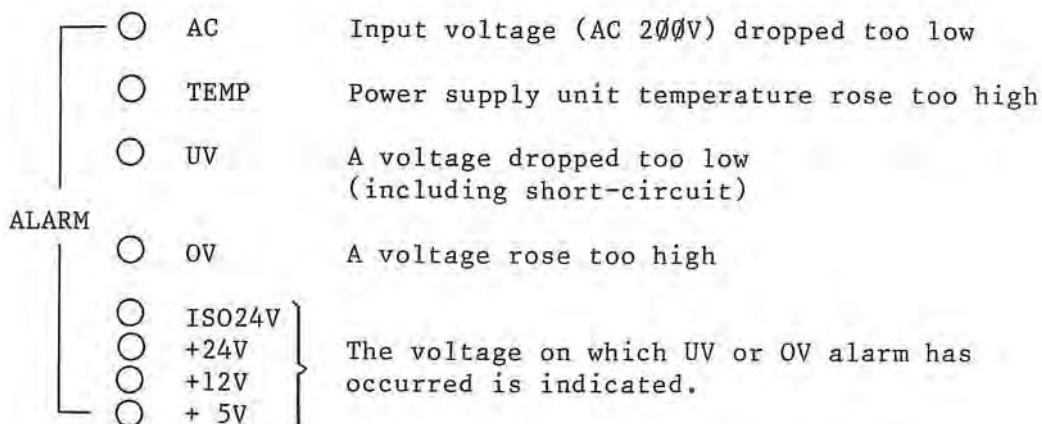 AC Input voltage (AC 2ØØV) dropped too low
TEMP Power supply unit temperature rose too high
UV A voltage dropped too low
(including short-circuit)
ALARM
OV A voltage rose too high
ISO24V
+24V The voltage on which UV or OV alarm has
+12V occurred is indicated.
+ 5V